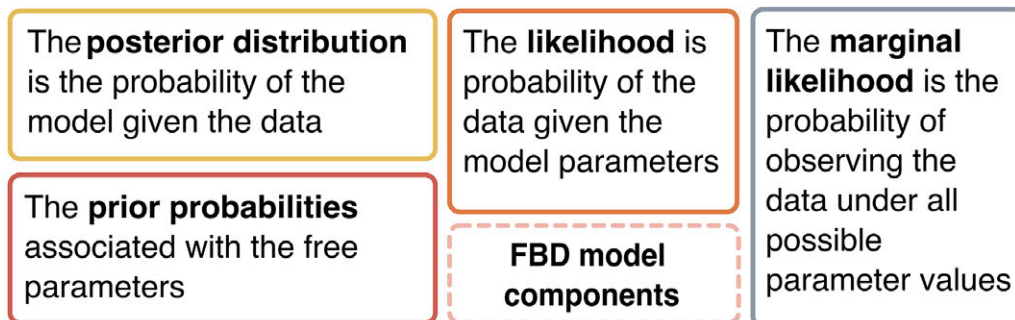 The posterior distribution
is the probability of the
model given the data
The prior probabilities
associated with the free
parameters
The likelihood is
probability of the
data given the
model parameters
FBD model
components
The marginal
likelihood is the
probability of
observing the
data under all
possible
parameter values